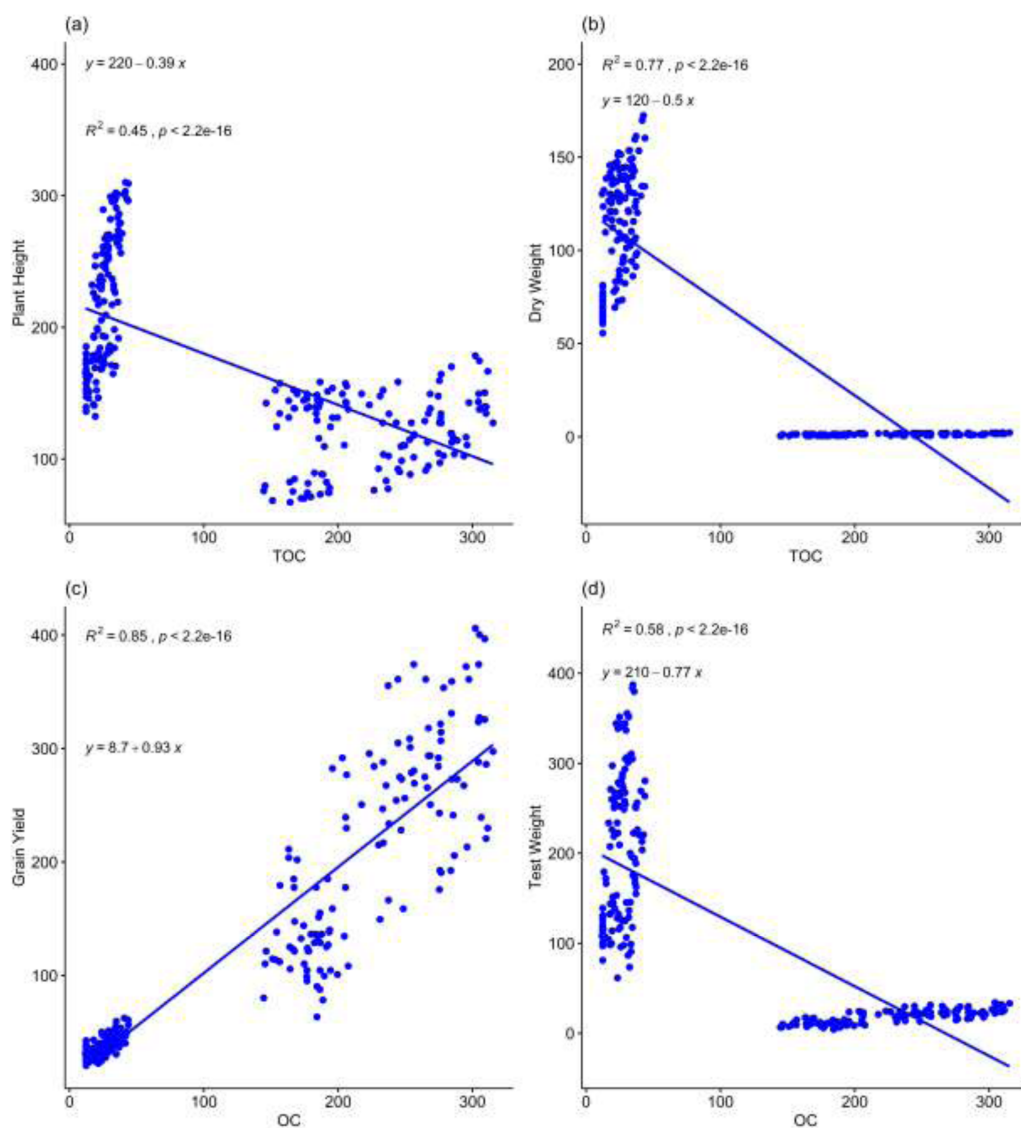 (a)
y = 220 − 0.39 x
R² = 0.45 , p < 2.2e-16
400
300
200
100
Plant Height
0 100 200 300
TOC
(b)
R² = 0.77 , p < 2.2e-16
y = 120 − 0.5 x
200
150
100
50
0
Dry Weight
0 100 200 300
TOC
(c)
R² = 0.85 , p < 2.2e-16
y = 8.7 + 0.93 x
400
300
200
100
Grain Yield
0 100 200 300
OC
(d)
R² = 0.58 , p < 2.2e-16
y = 210 − 0.77 x
400
300
200
100
0
Test Weight
0 100 200 300
OC